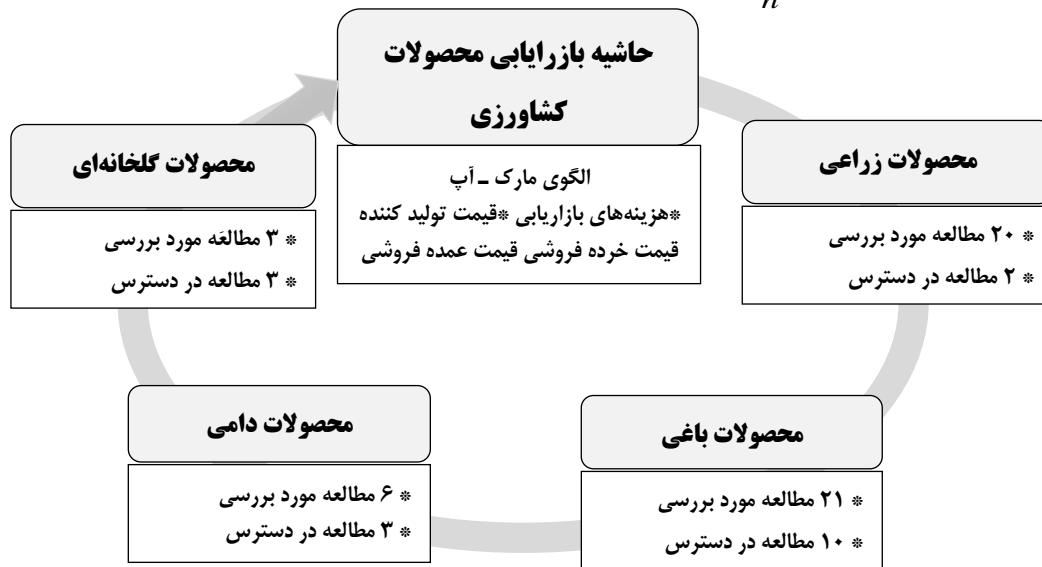 n
حاشیه بازرایابی محصولات
کشاورزی
الگوی مارک ـ آپ
*هزینه‌های بازاریابی *قیمت تولید کننده
قیمت خرده فروشی قیمت عمده فروشی
محصولات زراعی
* ۲۰ مطالعه مورد بررسی
* ۲ مطالعه در دسترس
محصولات باغی
* ۲۱ مطالعه مورد بررسی
* ۱۰ مطالعه در دسترس
محصولات دامی
* ۶ مطالعه مورد بررسی
* ۳ مطالعه در دسترس
محصولات گلخانه‌ای
* ۳ مطالعَه مورد بررسی
* ۳ مطالعه در دسترس